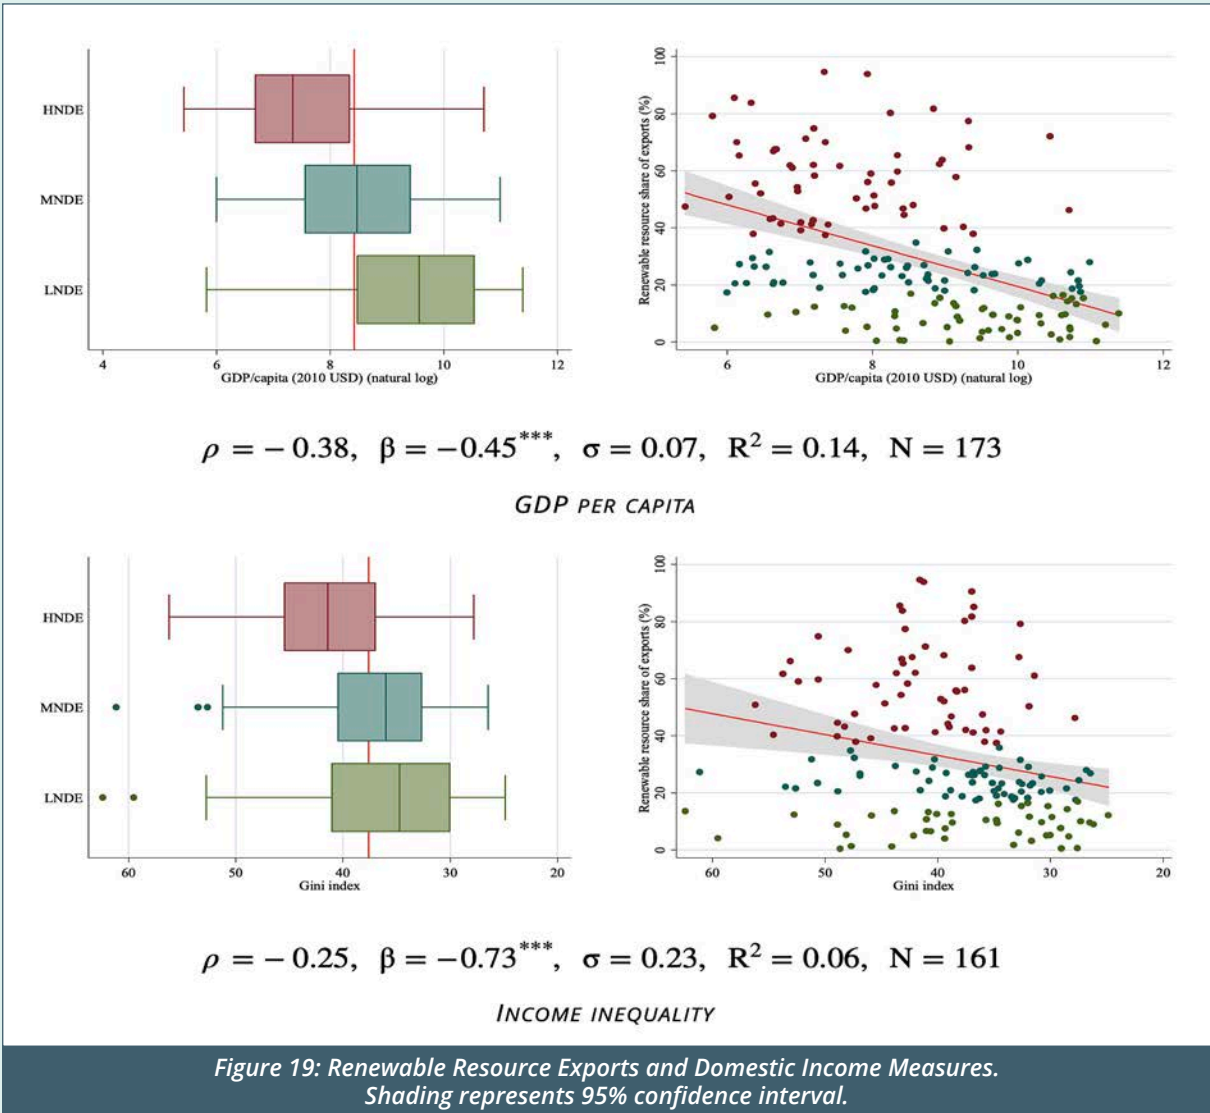 HNDE
MNDE
LNDE
4 6 8 10 12
GDP/capita (2010 USD) (natural log)
Renewable resource share of exports (%)
100
80
60
40
20
0
6 8 10 12
GDP/capita (2010 USD) (natural log)
ρ = − 0.38, β = −0.45***, σ = 0.07, R² = 0.14, N = 173
GDP PER CAPITA
HNDE
MNDE
LNDE
60 50 40 30 20
Gini index
Renewable resource share of exports (%)
100
80
60
40
20
0
60 50 40 30 20
Gini index
ρ = − 0.25, β = −0.73***, σ = 0.23, R² = 0.06, N = 161
INCOME INEQUALITY
Figure 19: Renewable Resource Exports and Domestic Income Measures.
Shading represents 95% confidence interval.